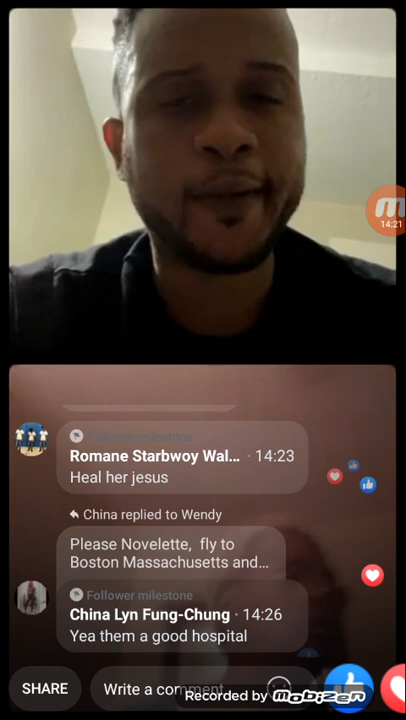 m
14:21
Follower milestone
Romane Starbwoy Wal... · 14:23
Heal her jesus
China replied to Wendy
Please Novelette, fly to
Boston Massachusetts and...
Follower milestone
China Lyn Fung-Chung · 14:26
Yea them a good hospital
SHARE
Write a comment
Recorded by mobizen